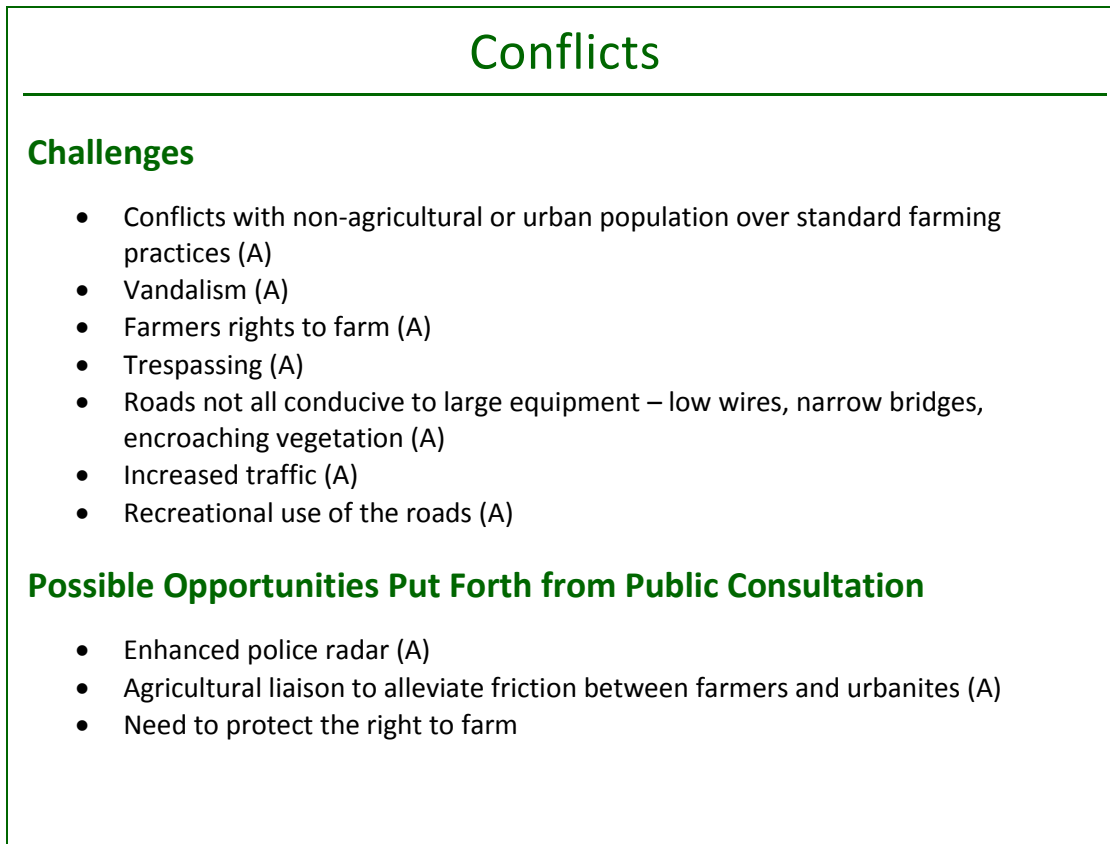 Conflicts
Challenges
• Conflicts with non-agricultural or urban population over standard farming
practices (A)
• Vandalism (A)
• Farmers rights to farm (A)
• Trespassing (A)
• Roads not all conducive to large equipment – low wires, narrow bridges,
encroaching vegetation (A)
• Increased traffic (A)
• Recreational use of the roads (A)
Possible Opportunities Put Forth from Public Consultation
• Enhanced police radar (A)
• Agricultural liaison to alleviate friction between farmers and urbanites (A)
• Need to protect the right to farm